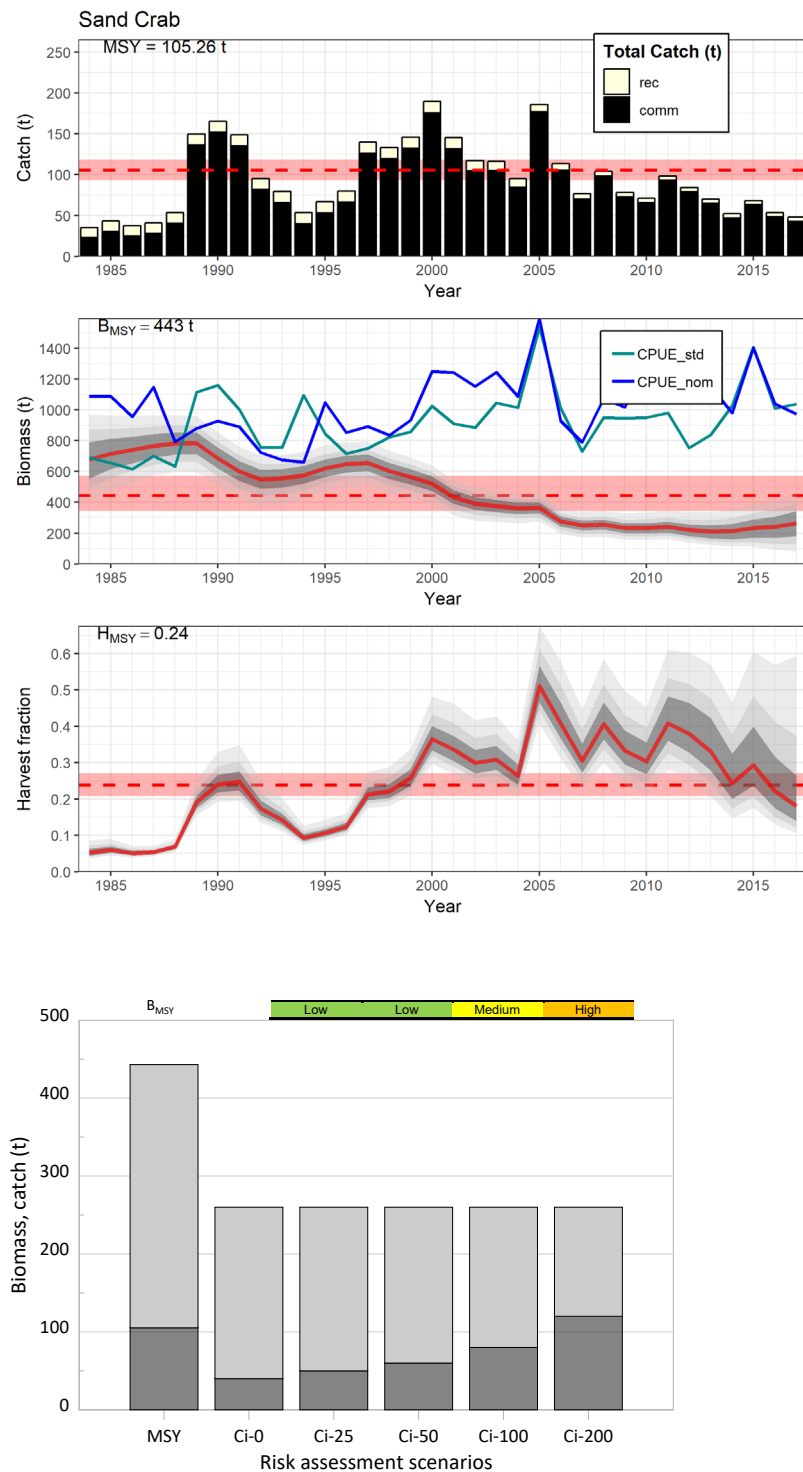 Sand Crab
MSY = 105.26 t
Total Catch (t)
rec
comm
250
200
150
100
50
0
Catch (t)
1985 1990 1995 2000 2005 2010 2015
Year
BMSY = 443 t
CPUE_std
CPUE_nom
1400
1200
1000
800
600
400
200
0
Biomass (t)
1985 1990 1995 2000 2005 2010 2015
Year
HMSY = 0.24
0.6
0.5
0.4
0.3
0.2
0.1
0.0
Harvest fraction
1985 1990 1995 2000 2005 2010 2015
Year
BMSY Low Low Medium High
500
400
300
200
100
0
Biomass, catch (t)
MSY Ci-0 Ci-25 Ci-50 Ci-100 Ci-200
Risk assessment scenarios